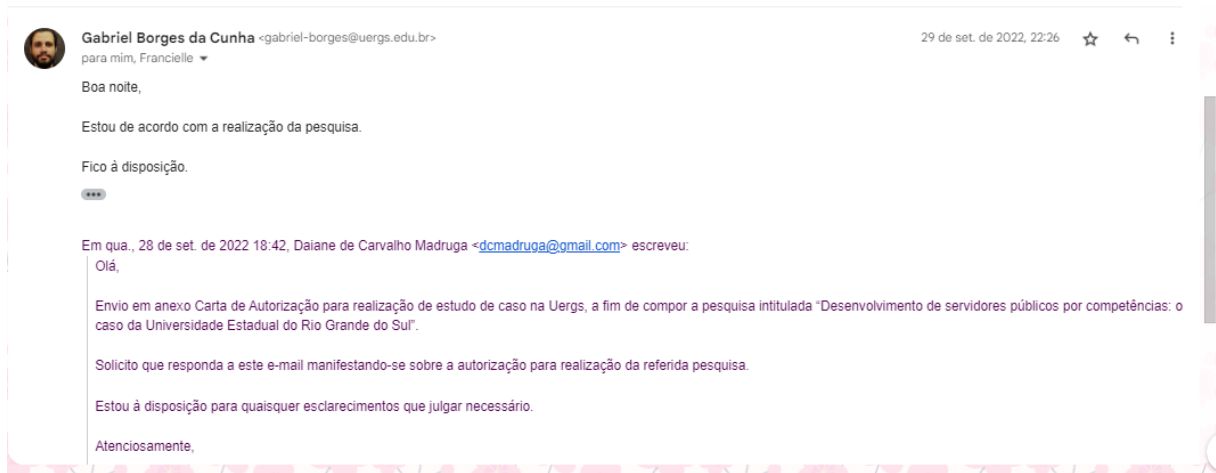 Gabriel Borges da Cunha <gabriel-borges@uergs.edu.br>
29 de set. de 2022, 22:26
para mim, Francielle
Boa noite,
Estou de acordo com a realização da pesquisa.
Fico à disposição.
Em qua., 28 de set. de 2022 18:42, Daiane de Carvalho Madruga <dcmadruga@gmail.com> escreveu:
Olá,
Envio em anexo Carta de Autorização para realização de estudo de caso na Uergs, a fim de compor a pesquisa intitulada “Desenvolvimento de servidores públicos por competências: o
caso da Universidade Estadual do Rio Grande do Sul”.
Solicito que responda a este e-mail manifestando-se sobre a autorização para realização da referida pesquisa.
Estou à disposição para quaisquer esclarecimentos que julgar necessário.
Atenciosamente,